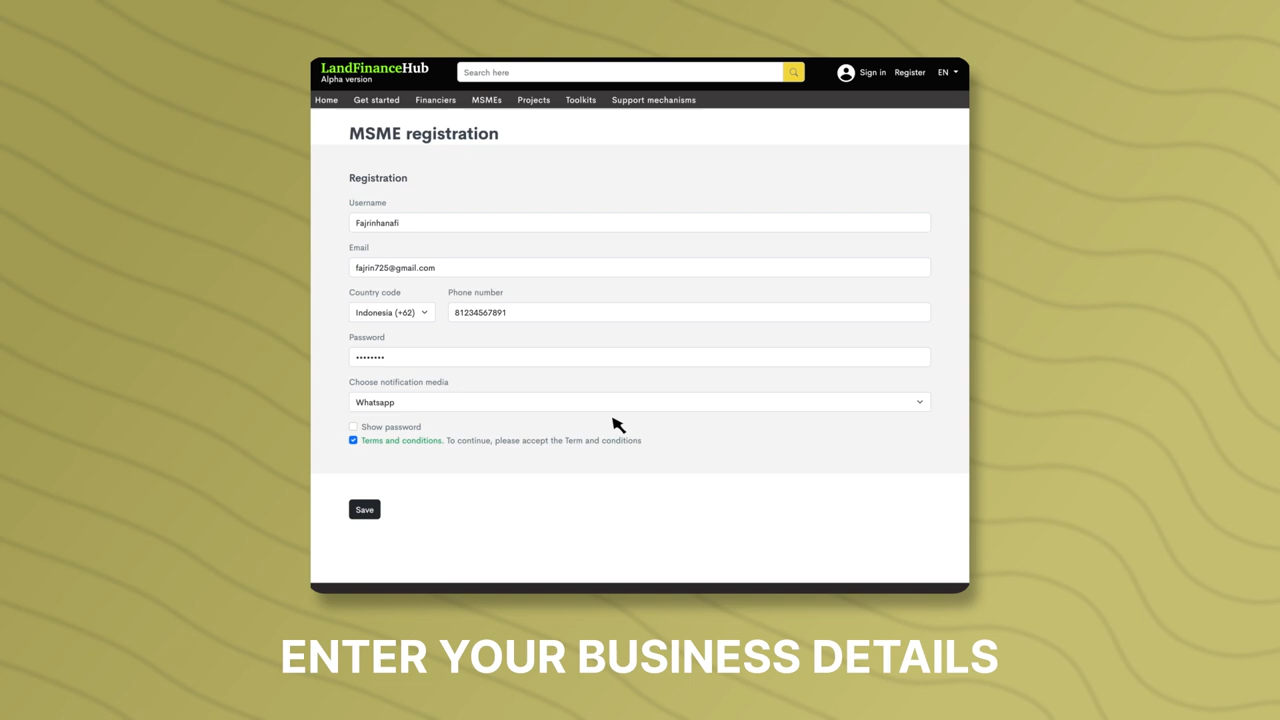 LandFinanceHub
Alpha version
Search here
Sign in Register EN
Home Get started Financiers MSMEs Projects Toolkits Support mechanisms
MSME registration
Registration
Username
Fajrinhanafi
Email
fajrin725@gmail.com
Country code Phone number
Indonesia (+62) 81234567891
Password
••••••••
Choose notification media
Whatsapp
Show password
Terms and conditions. To continue, please accept the Term and conditions
Save
ENTER YOUR BUSINESS DETAILS